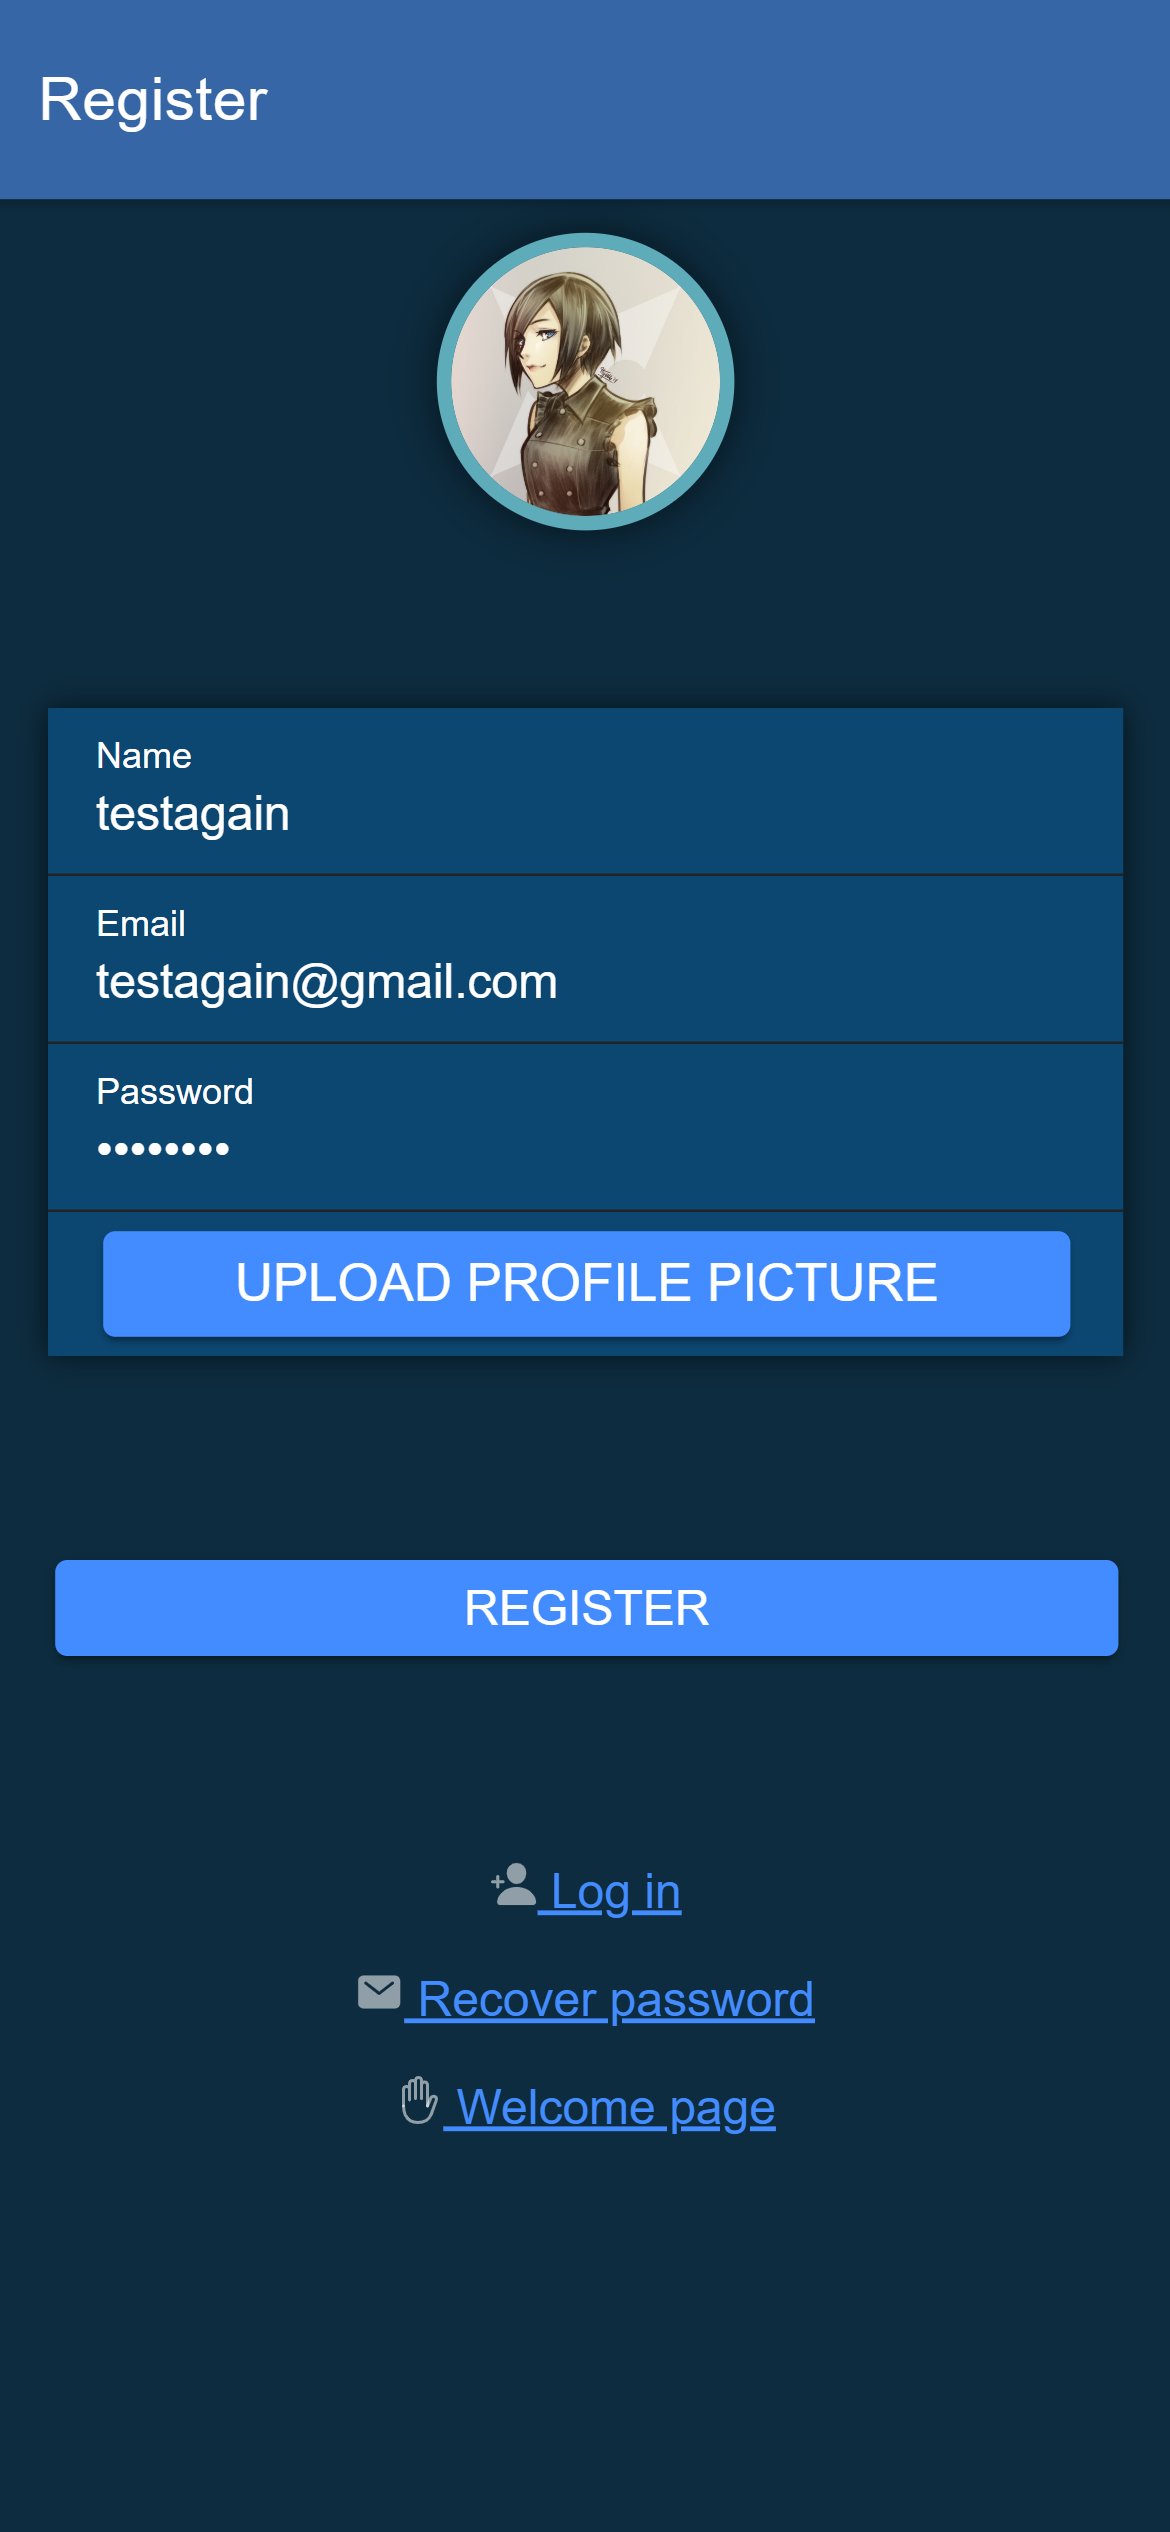 Register
Name
testagain
Email
testagain@gmail.com
Password
••••••••
UPLOAD PROFILE PICTURE
REGISTER
Log in
Recover password
Welcome page